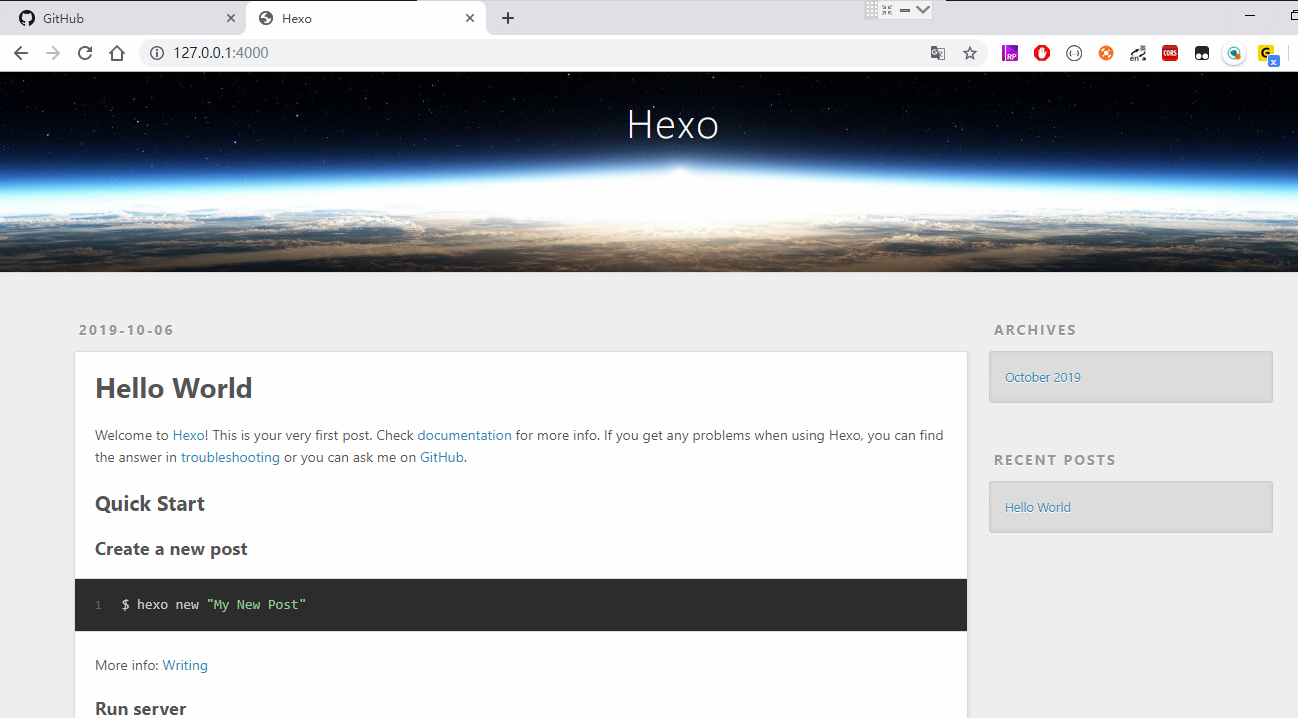 GitHub
Hexo
127.0.0.1:4000
Hexo
2019-10-06
Hello World
Welcome to Hexo! This is your very first post. Check documentation for more info. If you get any problems when using Hexo, you can find
the answer in troubleshooting or you can ask me on GitHub.
Quick Start
Create a new post
1 $ hexo new "My New Post"
More info: Writing
Run server
ARCHIVES
October 2019
RECENT POSTS
Hello World